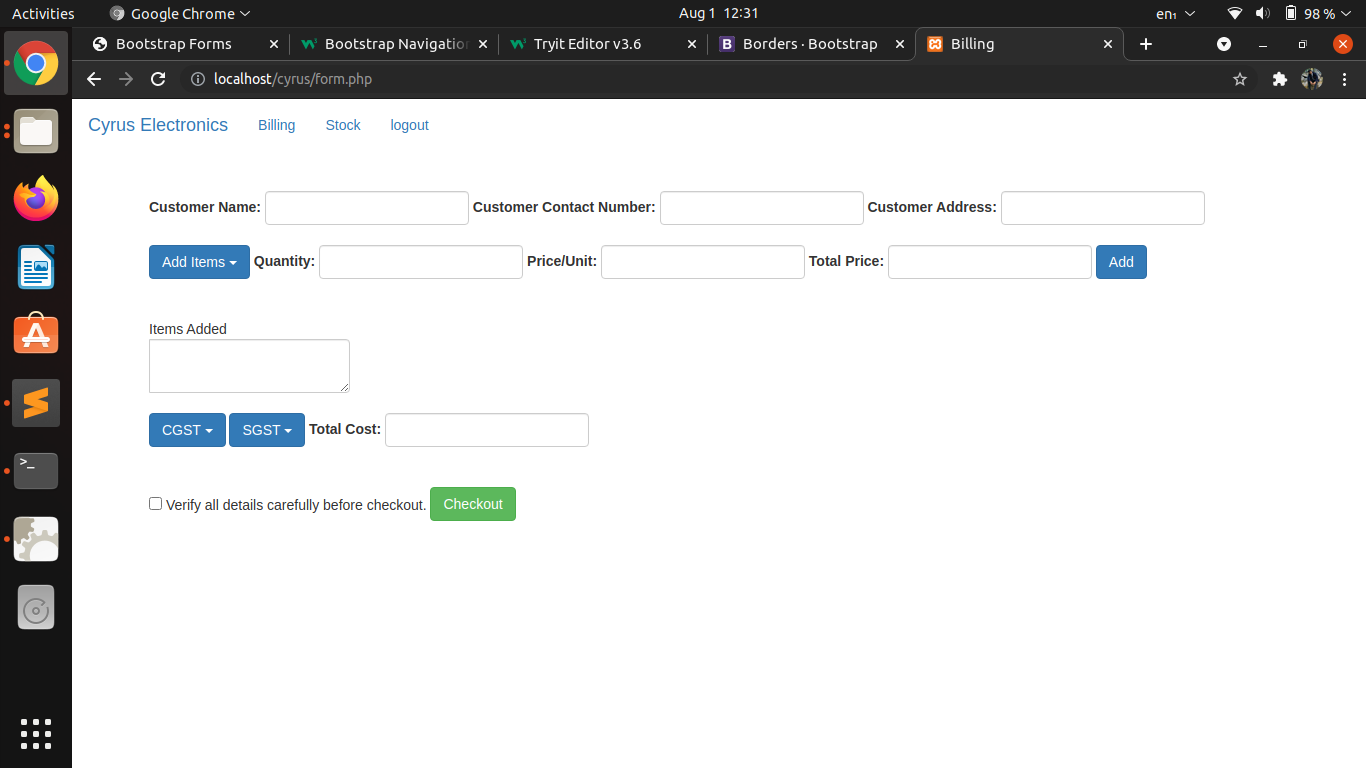 Activities Google Chrome Aug 1 12:31 en₁ 98 %
Bootstrap Forms Bootstrap Navigation Tryit Editor v3.6 Borders · Bootstrap Billing
localhost/cyrus/form.php
Cyrus Electronics Billing Stock logout
Customer Name: Customer Contact Number: Customer Address:
Add Items Quantity: Price/Unit: Total Price: Add
Items Added
CGST SGST Total Cost:
Verify all details carefully before checkout. Checkout